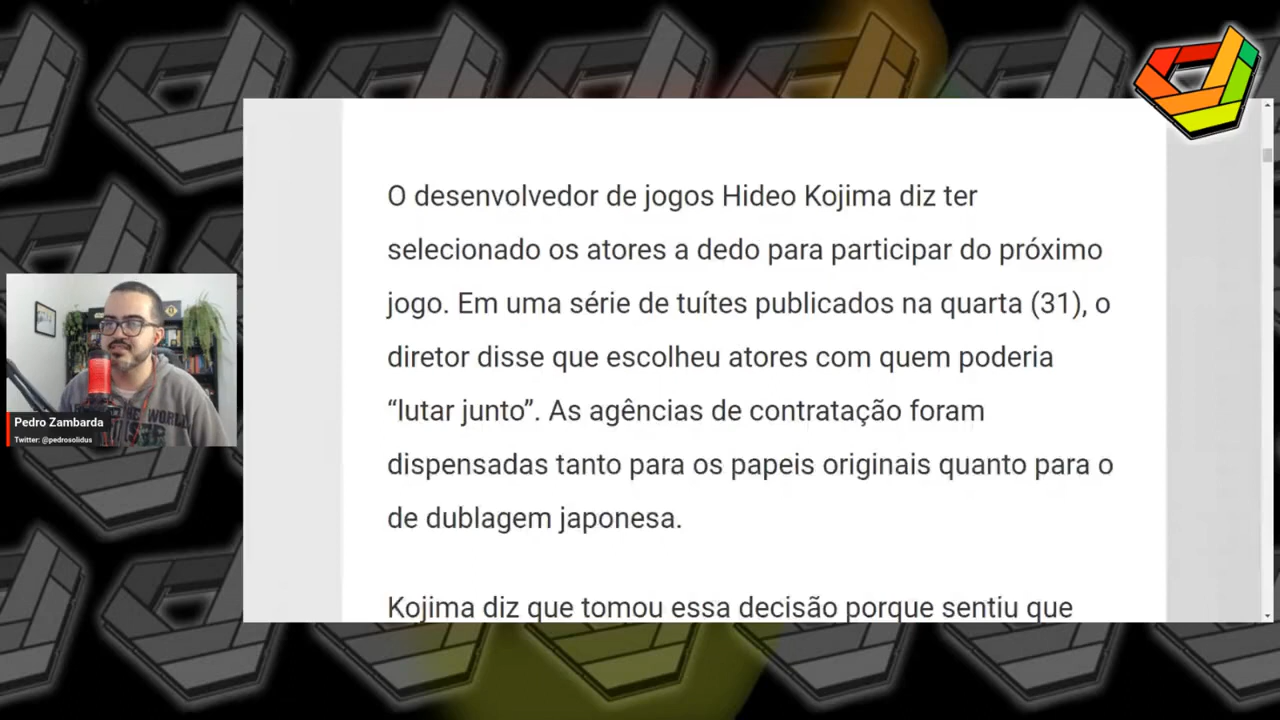 O desenvolvedor de jogos Hideo Kojima diz ter
selecionado os atores a dedo para participar do próximo
jogo. Em uma série de tuítes publicados na quarta (31), o
diretor disse que escolheu atores com quem poderia
“lutar junto”. As agências de contratação foram
dispensadas tanto para os papeis originais quanto para o
de dublagem japonesa.
Kojima diz que tomou essa decisão porque sentiu que
Pedro Zambarda
Twitter: @pedrosolidus